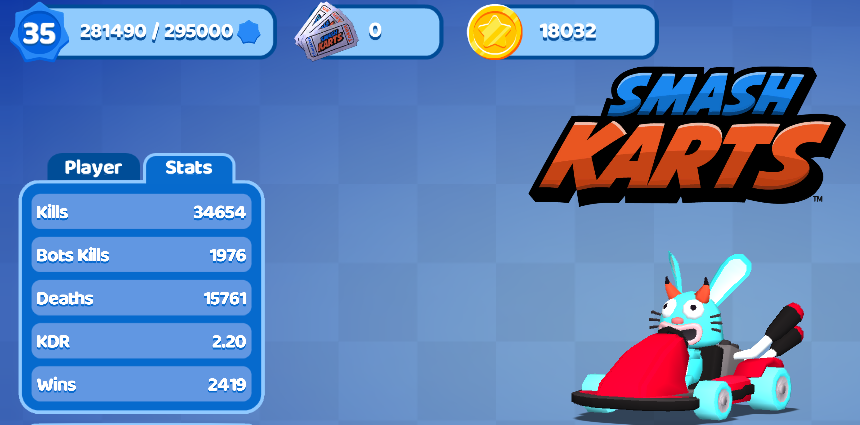 35
281490 / 295000
KARTS
0
18032
SMASH
KARTS™
Player
Stats
Kills 34654
Bots Kills 1976
Deaths 15761
KDR 2.20
Wins 2419